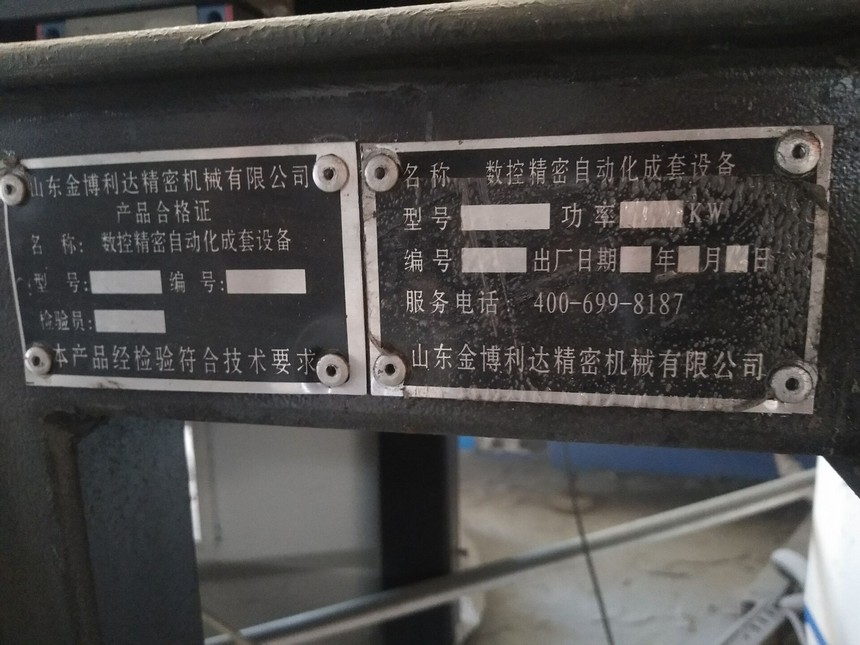 山东金博利达精密机械有限公司
产品合格证
名 称：数控精密自动化成套设备
型 号： 编 号：
检验员：
本产品经检验符合技术要求
名 称 数控精密自动化成套设备
型号 功率 KW
编号 出厂日期 年 月 日
服务电话： 400-699-8187
山东金博利达精密机械有限公司